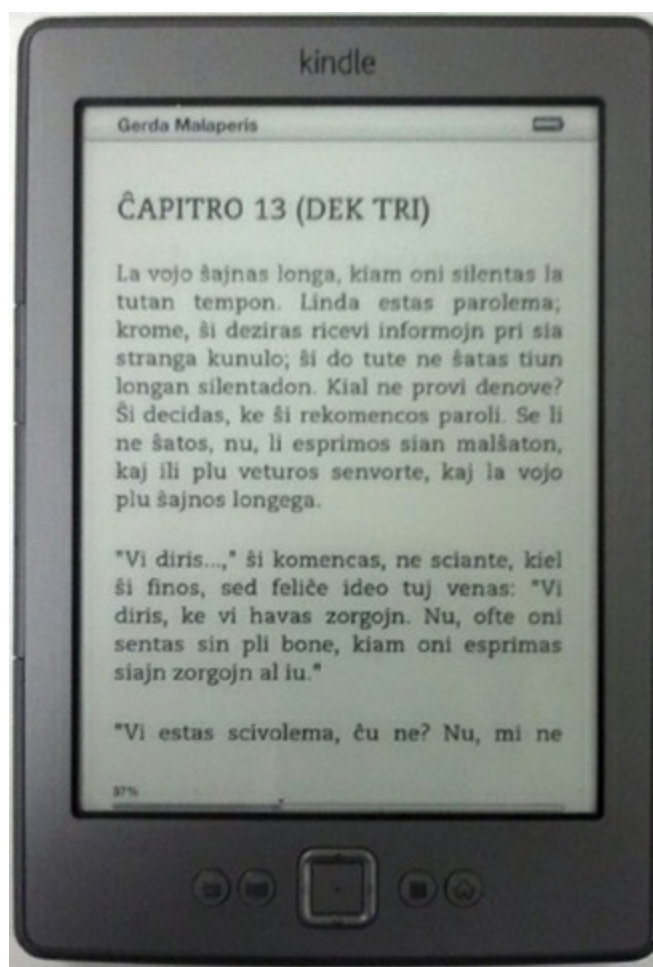 kindle
Gerda Malaperis
ĈAPITRO 13 (DEK TRI)
La vojo ŝajnas longa, kiam oni silentas la
tutan tempon. Linda estas parolema;
krome, ŝi deziras ricevi informojn pri sia
stranga kunulo; ŝi do tute ne ŝatas tiun
longan silentadon. Kial ne provi denove?
Ŝi decidas, ke ŝi rekomencos paroli. Se li
ne ŝatos, nu, li esprimos sian malŝaton,
kaj ili plu veturos senvorte, kaj la vojo
plu ŝajnos longega.
"Vi diris...," ŝi komencas, ne sciante, kiel
ŝi finos, sed feliĉe ideo tuj venas: "Vi
diris, ke vi havas zorgojn. Nu, ofte oni
sentas sin pli bone, kiam oni esprimas
siajn zorgojn al iu."
"Vi estas scivolema, ĉu ne? Nu, mi ne
37%